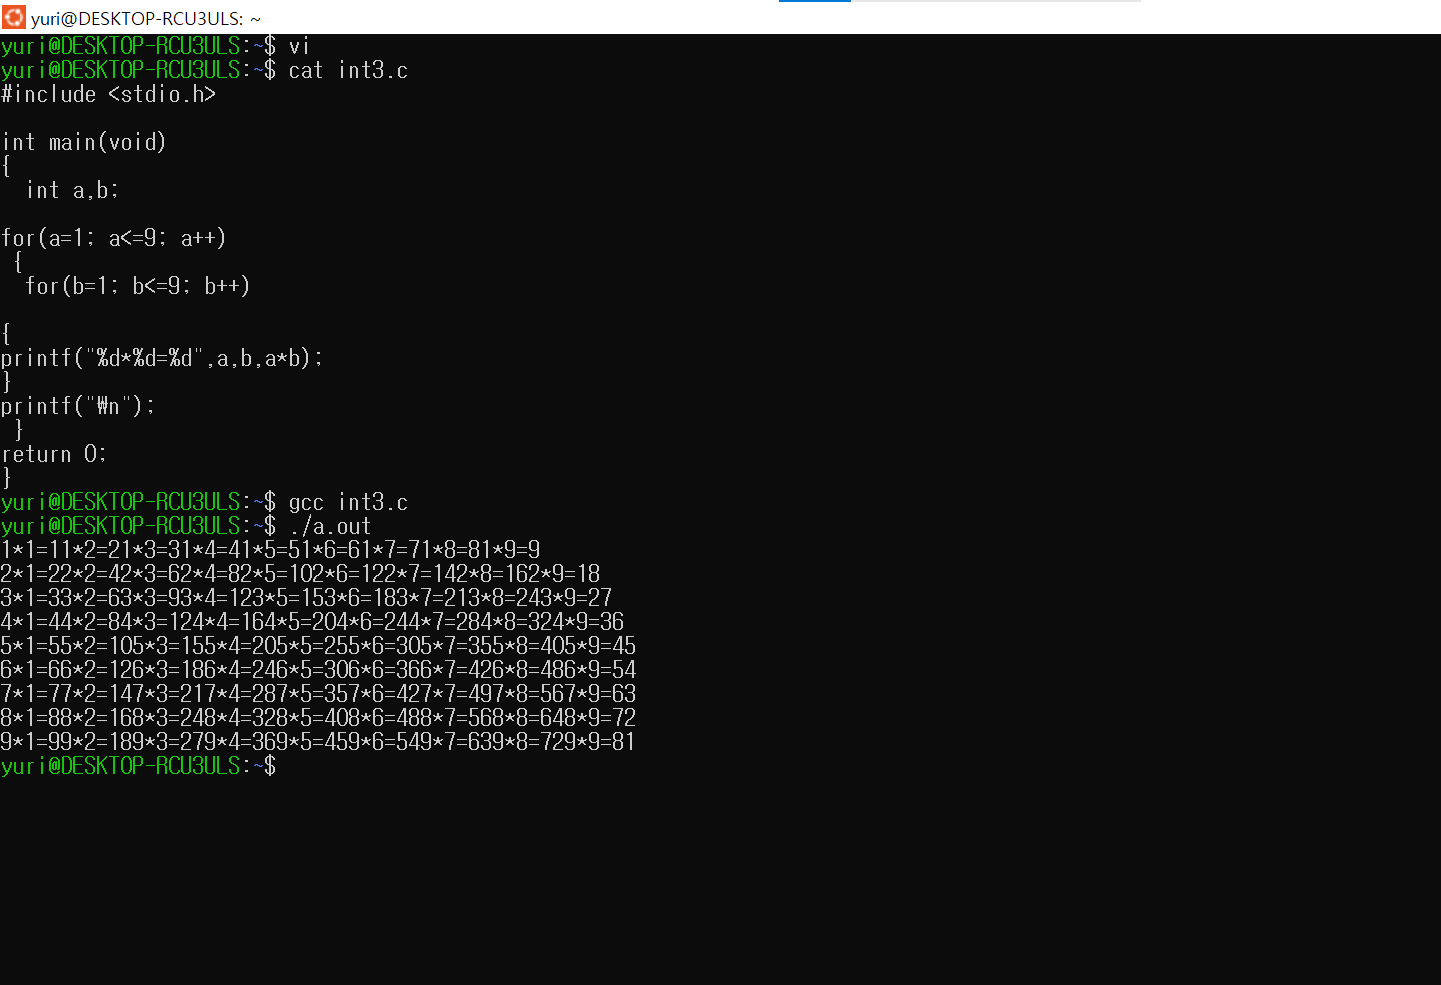 yuri@DESKTOP-RCU3ULS: ~
yuri@DESKTOP-RCU3ULS:~$ vi
yuri@DESKTOP-RCU3ULS:~$ cat int3.c
#include <stdio.h>
int main(void)
{
int a,b;
for(a=1; a<=9; a++)
{
for(b=1; b<=9; b++)
{
printf("%d*%d=%d",a,b,a*b);
}
printf("₩n");
}
return 0;
}
yuri@DESKTOP-RCU3ULS:~$ gcc int3.c
yuri@DESKTOP-RCU3ULS:~$ ./a.out
1*1=11*2=21*3=31*4=41*5=51*6=61*7=71*8=81*9=9
2*1=22*2=42*3=62*4=82*5=102*6=122*7=142*8=162*9=18
3*1=33*2=63*3=93*4=123*5=153*6=183*7=213*8=243*9=27
4*1=44*2=84*3=124*4=164*5=204*6=244*7=284*8=324*9=36
5*1=55*2=105*3=155*4=205*5=255*6=305*7=355*8=405*9=45
6*1=66*2=126*3=186*4=246*5=306*6=366*7=426*8=486*9=54
7*1=77*2=147*3=217*4=287*5=357*6=427*7=497*8=567*9=63
8*1=88*2=168*3=248*4=328*5=408*6=488*7=568*8=648*9=72
9*1=99*2=189*3=279*4=369*5=459*6=549*7=639*8=729*9=81
yuri@DESKTOP-RCU3ULS:~$